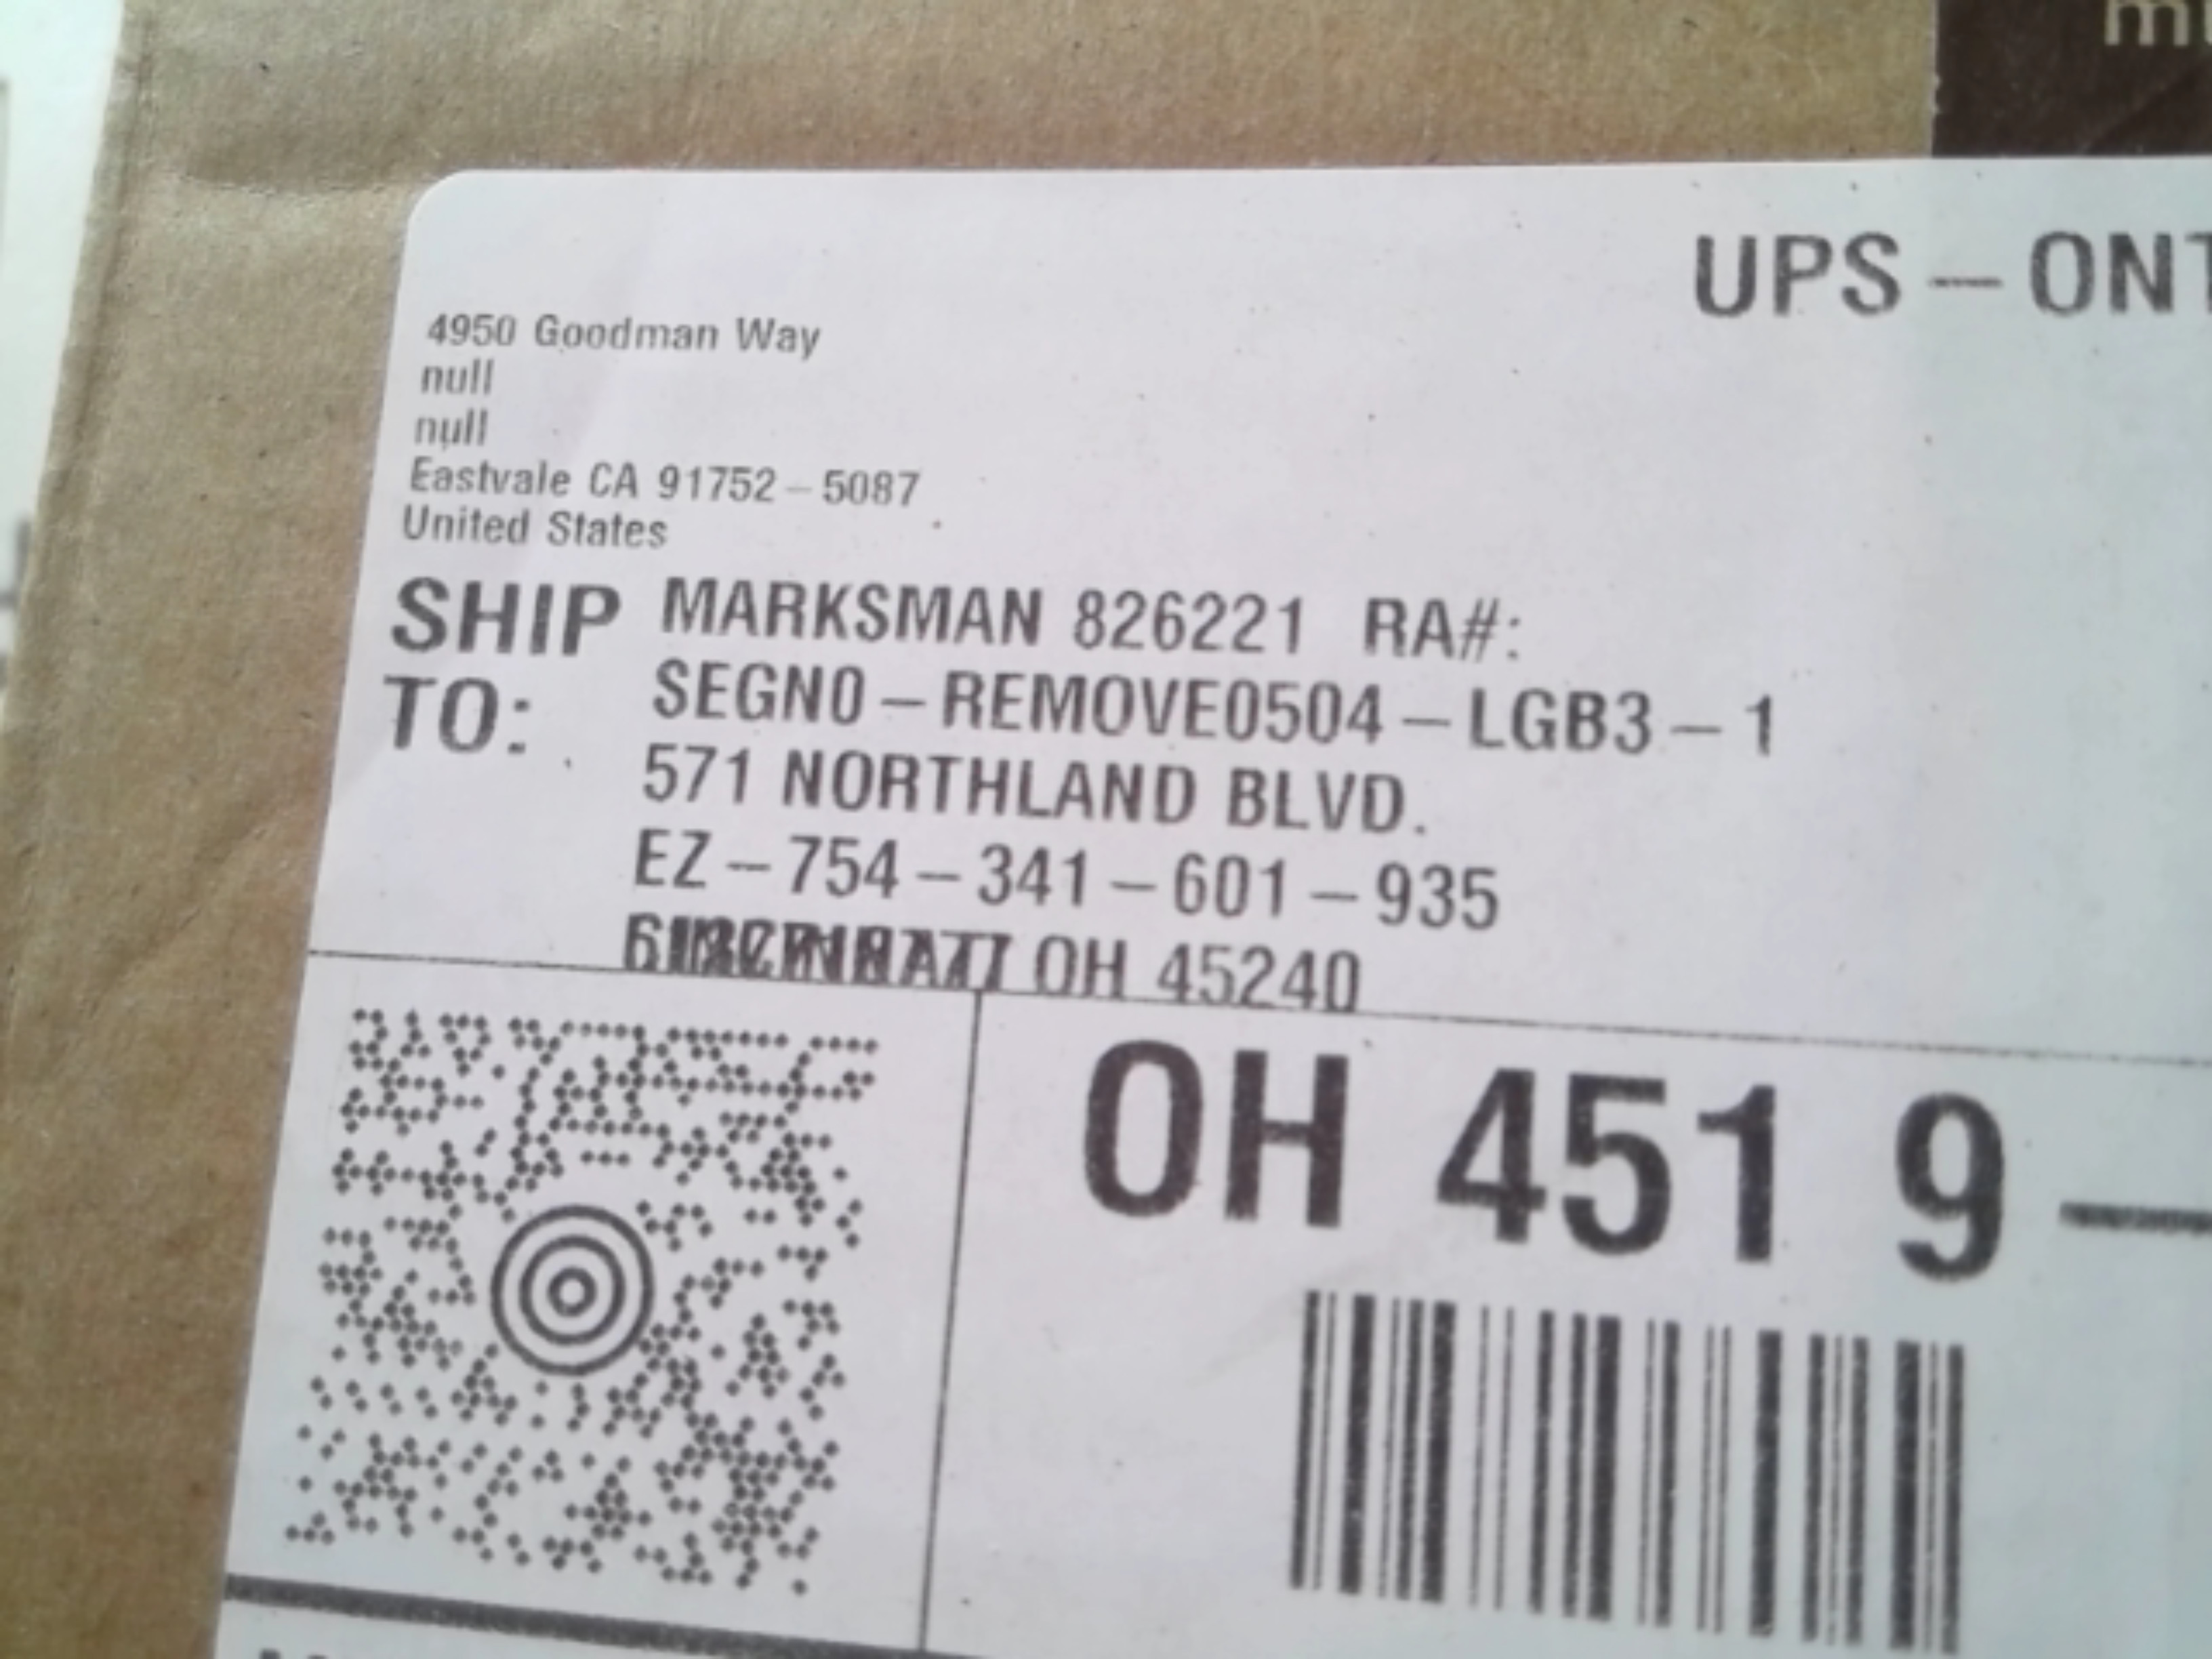 UPS – ONT
4950 Goodman Way
null
null
Eastvale CA 91752 – 5087
United States
SHIP TO:
MARKSMAN 826221 RA#:
SEGN0 – REMOVE0504 – LGB3 – 1
571 NORTHLAND BLVD.
EZ – 754 – 341 – 601 – 935
OH 45240
OH 451 9 –